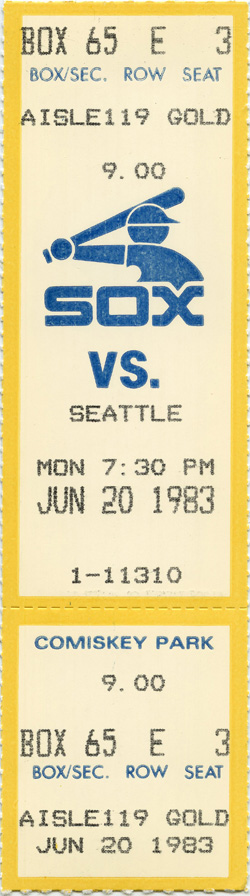 BOX 65 E 3
BOX/SEC. ROW SEAT
AISLE119 GOLD
9.00
SOX
VS.
SEATTLE
MON 7:30 PM
JUN 20 1983
1-11310
COMISKEY PARK
9.00
BOX 65 E 3
BOX/SEC. ROW SEAT
AISLE119 GOLD
JUN 20 1983